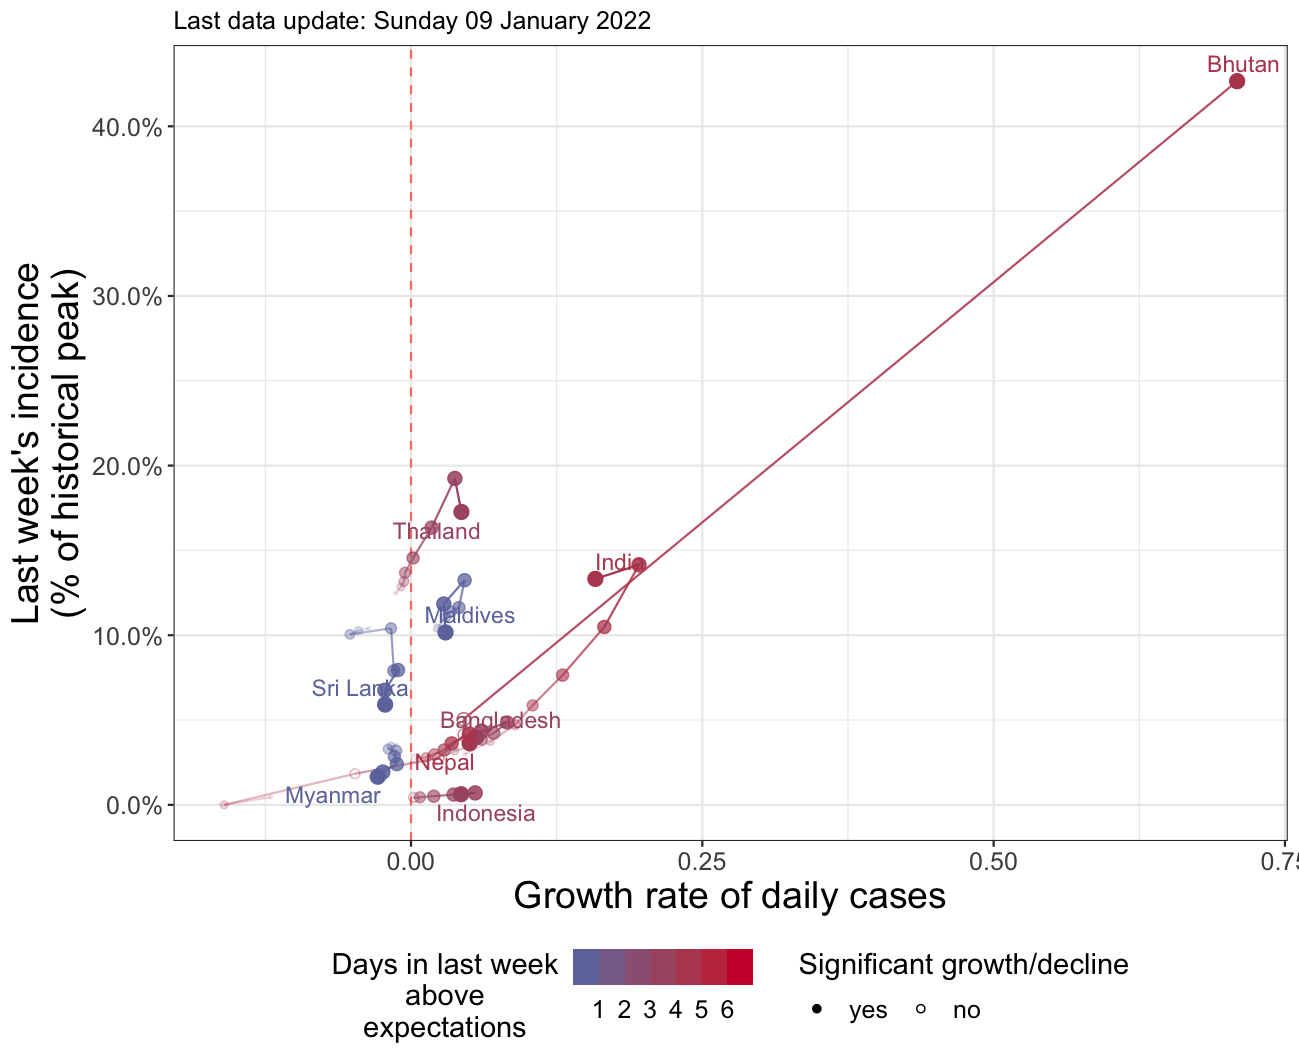 Last data update: Sunday 09 January 2022
Bhutan
40.0%
30.0%
20.0%
10.0%
0.0%
Last week's incidence
(% of historical peak)
Thailand
India
Maldives
Sri Lanka
Bangladesh
Nepal
Myanmar
Indonesia
0.00
0.25
0.50
0.75
Growth rate of daily cases
Days in last week
above
expectations
1 2 3 4 5 6
Significant growth/decline
yes no